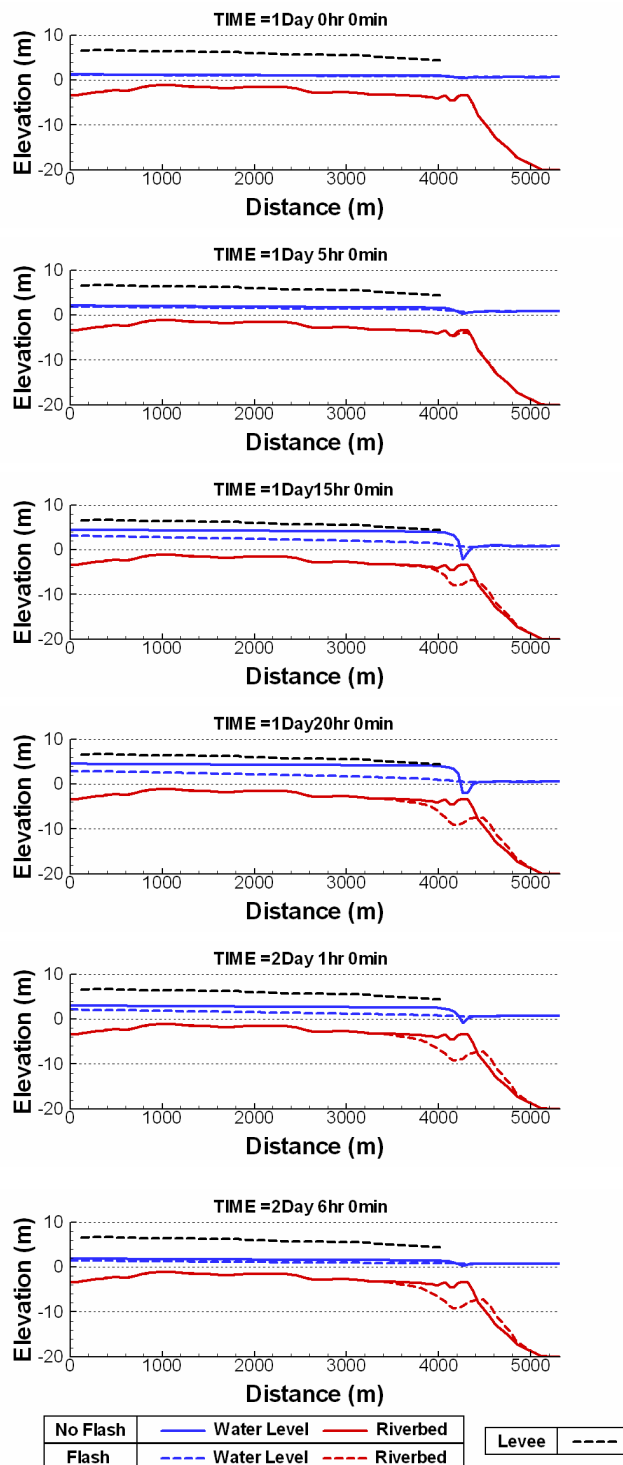 TIME =1Day 0hr 0min
10
0
-10
-20
0 1000 2000 3000 4000 5000
Elevation (m)
Distance (m)
TIME =1Day 5hr 0min
10
0
-10
-20
0 1000 2000 3000 4000 5000
Elevation (m)
Distance (m)
TIME =1Day15hr 0min
10
0
-10
-20
0 1000 2000 3000 4000 5000
Elevation (m)
Distance (m)
TIME =1Day20hr 0min
10
0
-10
-20
0 1000 2000 3000 4000 5000
Elevation (m)
Distance (m)
TIME =2Day 1hr 0min
10
0
-10
-20
0 1000 2000 3000 4000 5000
Elevation (m)
Distance (m)
TIME =2Day 6hr 0min
10
0
-10
-20
0 1000 2000 3000 4000 5000
Elevation (m)
Distance (m)
No Flash Water Level Riverbed
Flash Water Level Riverbed
Levee